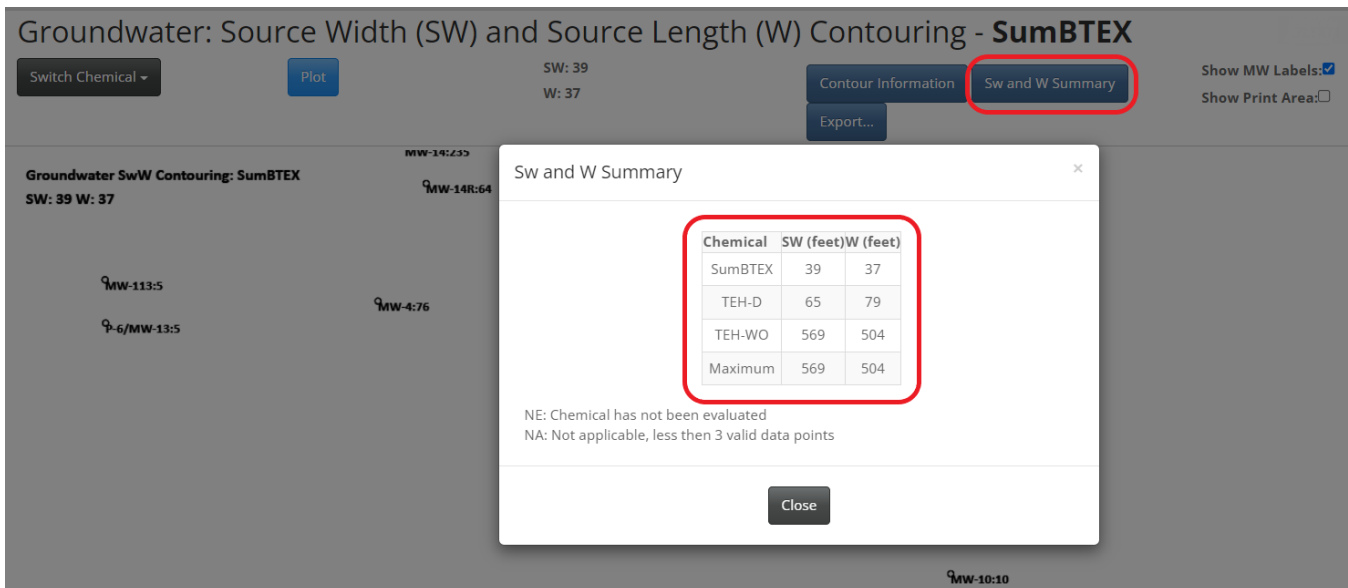 Groundwater: Source Width (SW) and Source Length (W) Contouring - SumBTEX
Switch Chemical
Plot
SW: 39
W: 37
Contour Information
Sw and W Summary
Export...
Show MW Labels:
Show Print Area:
Groundwater SwW Contouring: SumBTEX
SW: 39 W: 37
MW-14:235
MW-14R:64
MW-113:5
MW-4:76
P-6/MW-13:5
Sw and W Summary
×
Chemical SW (feet) W (feet)
SumBTEX 39 37
TEH-D 65 79
TEH-WO 569 504
Maximum 569 504
NE: Chemical has not been evaluated
NA: Not applicable, less then 3 valid data points
Close
MW-10:10